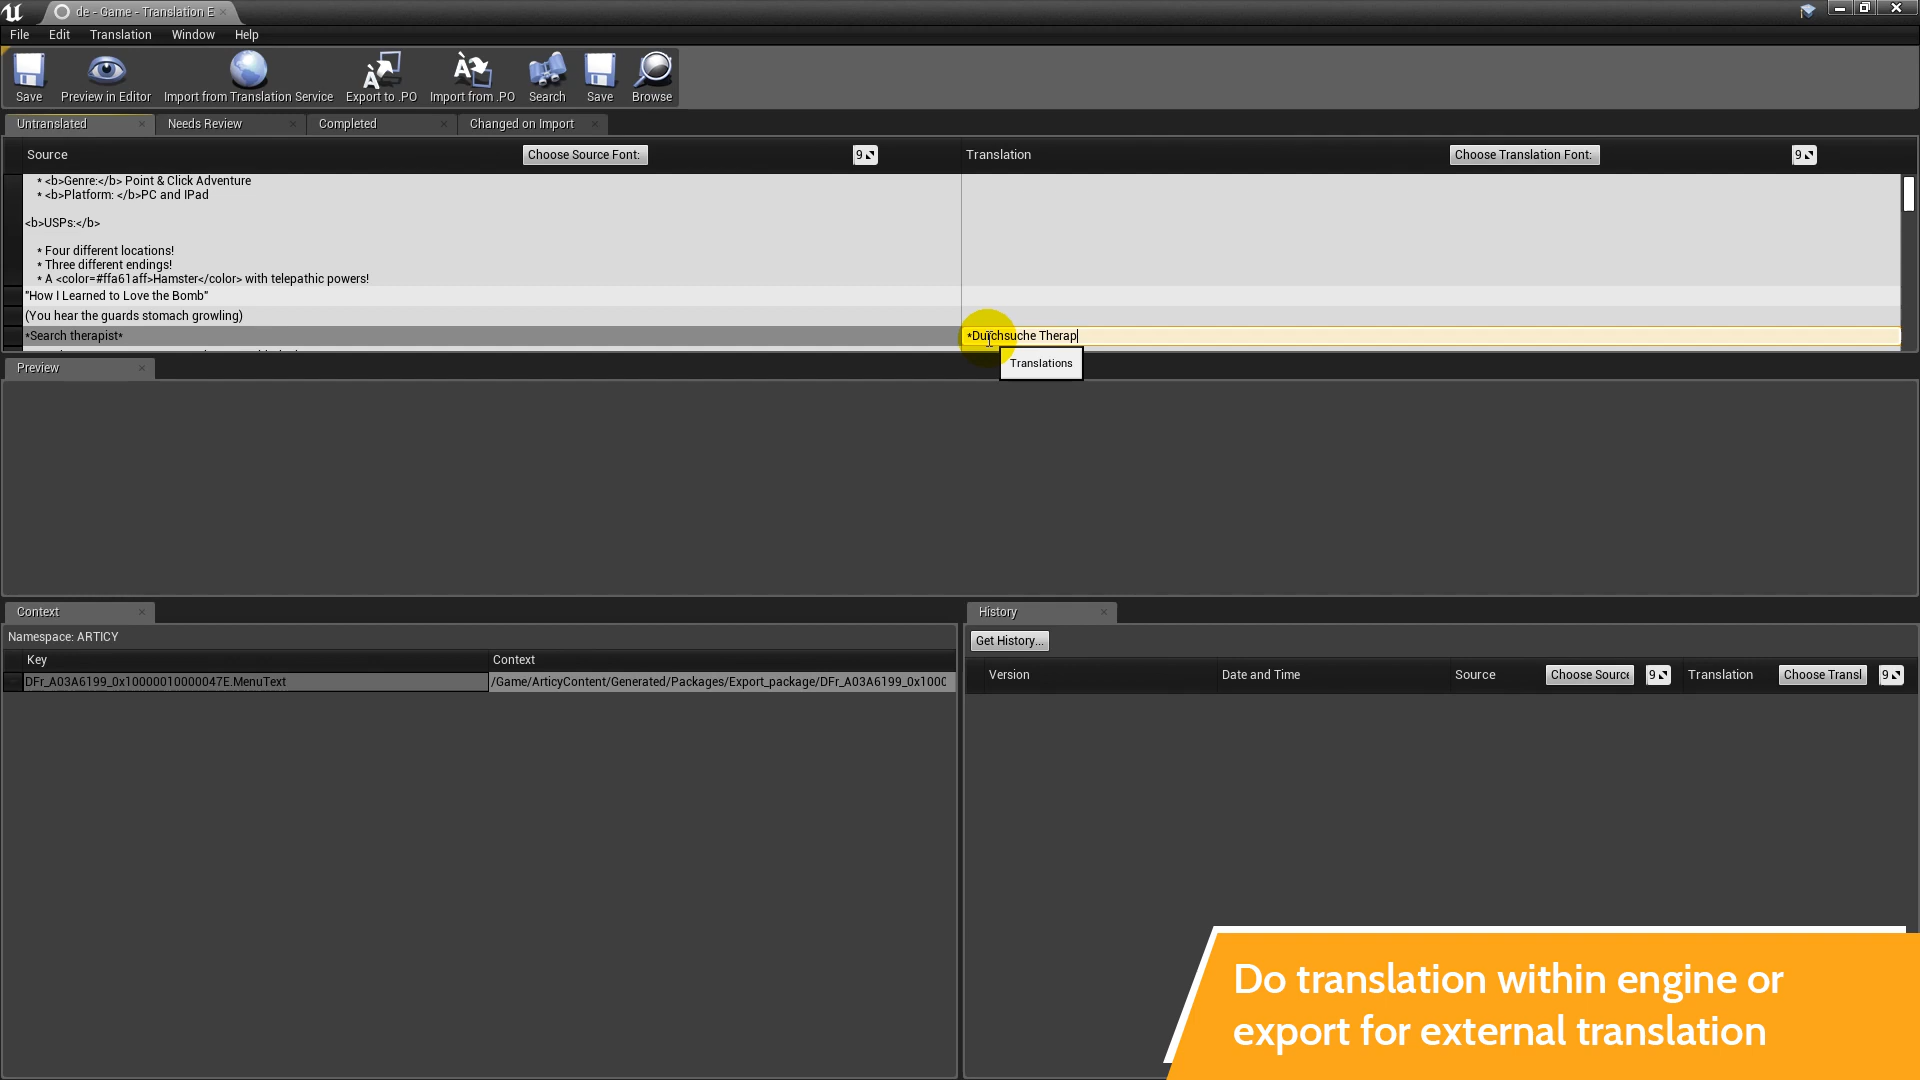 de - Game - Translation E
File Edit Translation Window Help
Save Preview in Editor Import from Translation Service Export to .PO Import from .PO Search Save Browse
Untranslated Needs Review Completed Changed on Import
Source Choose Source Font: 9 Translation Choose Translation Font: 9
* <b>Genre:</b> Point & Click Adventure
* <b>Platform: </b>PC and IPad
<b>USPs:</b>
* Four different locations!
* Three different endings!
* A <color=#ffa61aff>Hamster</color> with telepathic powers!
"How I Learned to Love the Bomb"
(You hear the guards stomach growling)
*Search therapist* *Durchsuche Therap
Translations
Preview
Context
Namespace: ARTICY
Key Context
DFr_A03A6199_0x10000010000047E.MenuText /Game/ArticyContent/Generated/Packages/Export_package/DFr_A03A6199_0x100C
History
Get History...
Version Date and Time Source Choose Source 9 Translation Choose Transl 9
Do translation within engine or
export for external translation